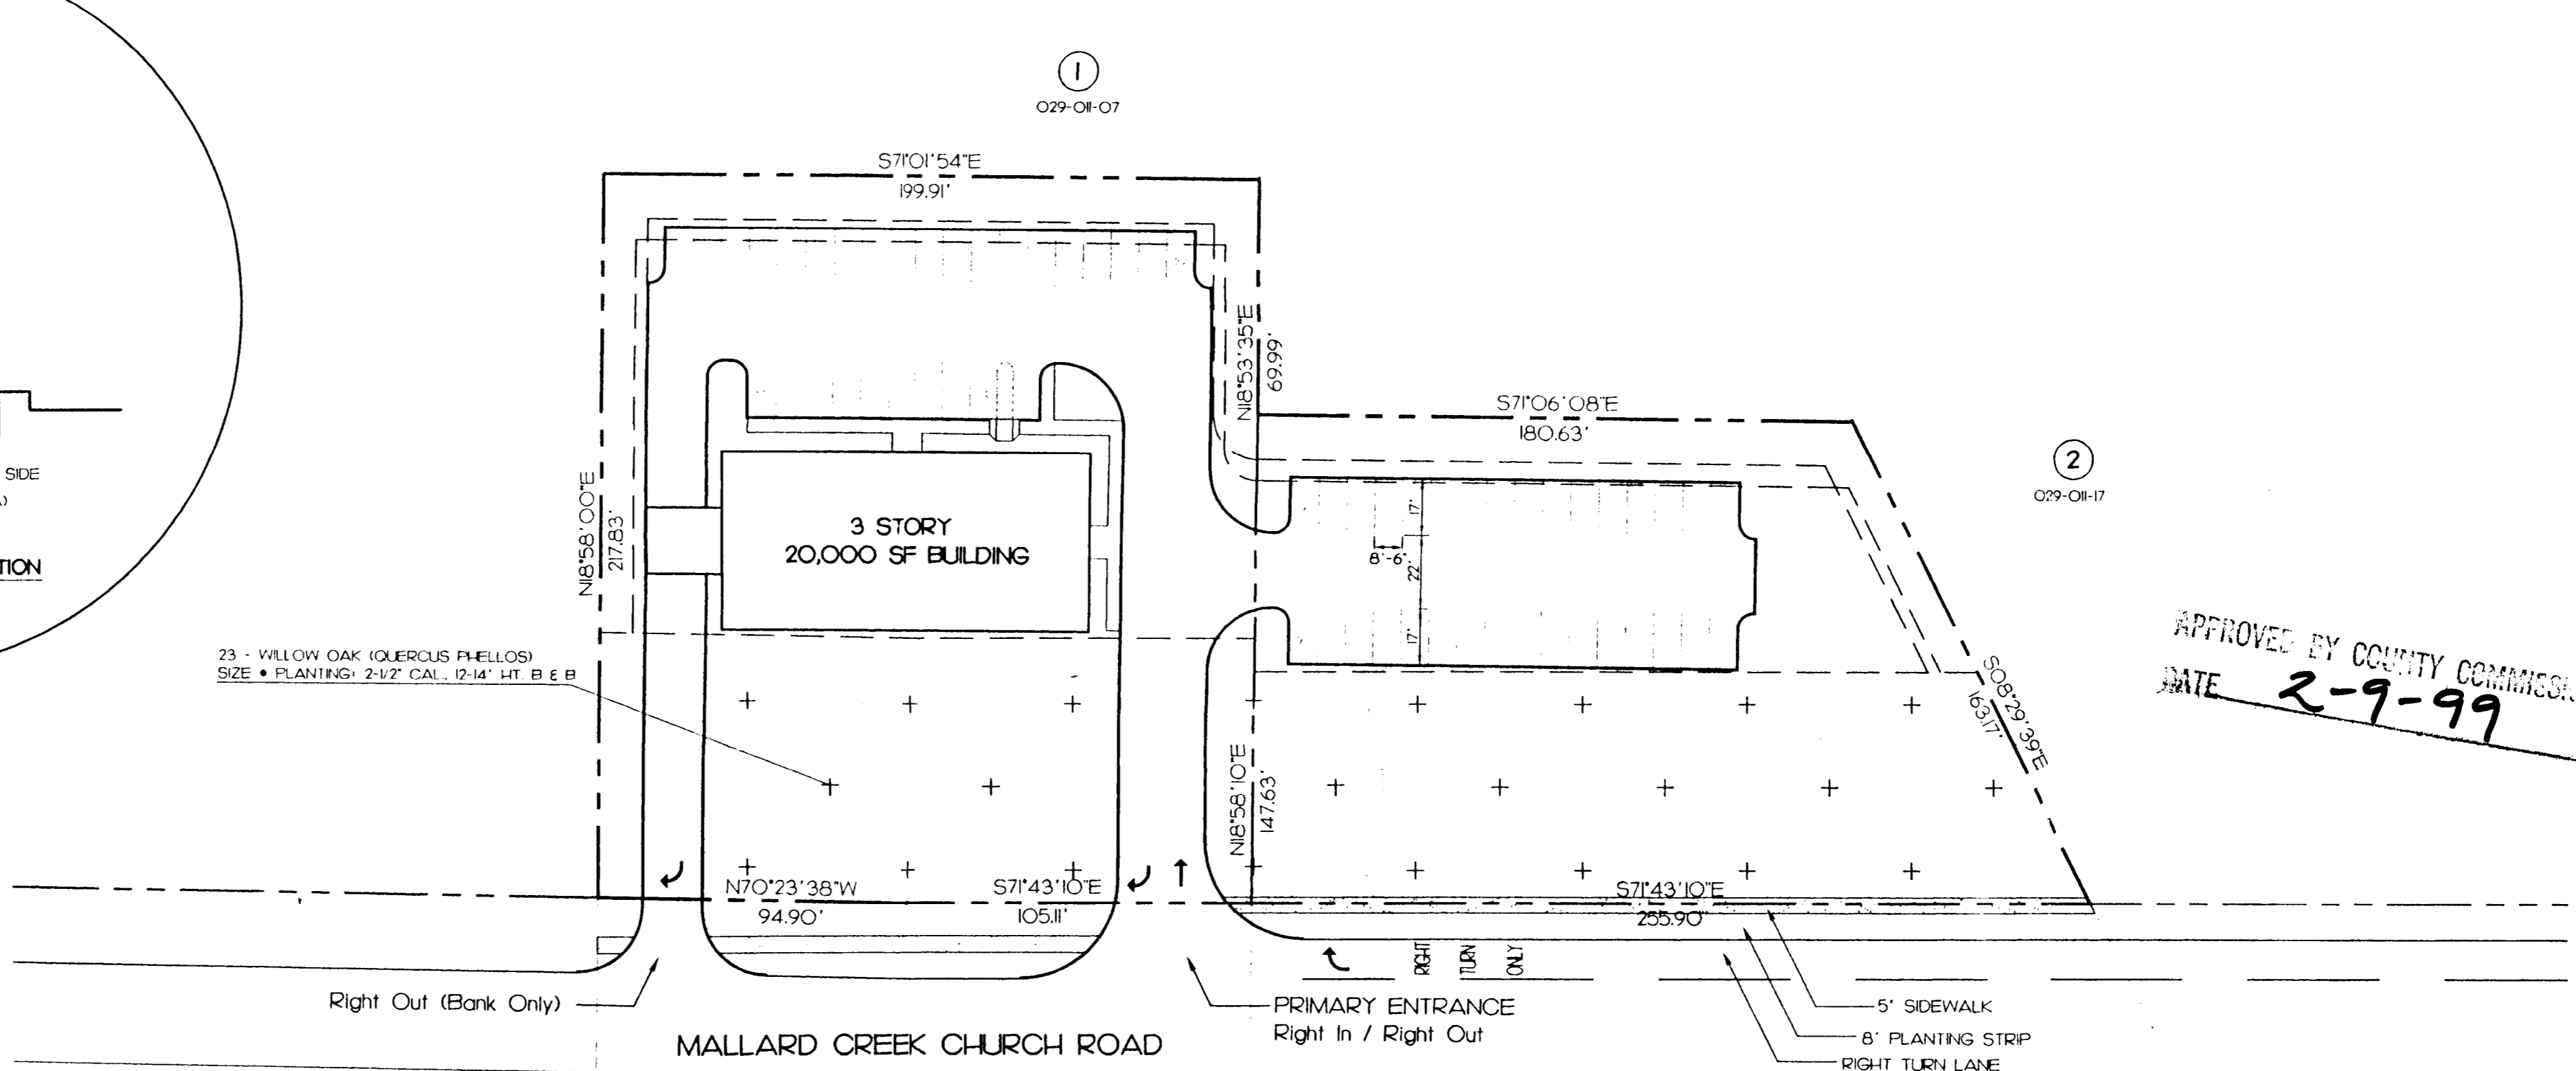 1
029-011-07
S71°01'54"E
199.91'
N18°53'35"E
69.99'
S71°06'08"E
180.63'
2
029-011-17
SIDE
TION
N18°58'00"E
217.83'
3 STORY
20,000 SF BUILDING
17'
8'-6"
22'
17'
23 - WILLOW OAK (QUERCUS PHELLOS)
SIZE • PLANTING: 2-1/2" CAL., 12-14' HT. B & B
APPROVED BY COUNTY COMMISSI
DATE 2-9-99
S08°29'39"E
163.17'
N18°58'10"E
147.63'
N70°23'38"W
94.90'
S71°43'10"E
105.11'
S71°43'10"E
255.90'
RIGHT
TURN
ONLY
Right Out (Bank Only)
PRIMARY ENTRANCE
Right In / Right Out
MALLARD CREEK CHURCH ROAD
5' SIDEWALK
8' PLANTING STRIP
RIGHT TURN LANE